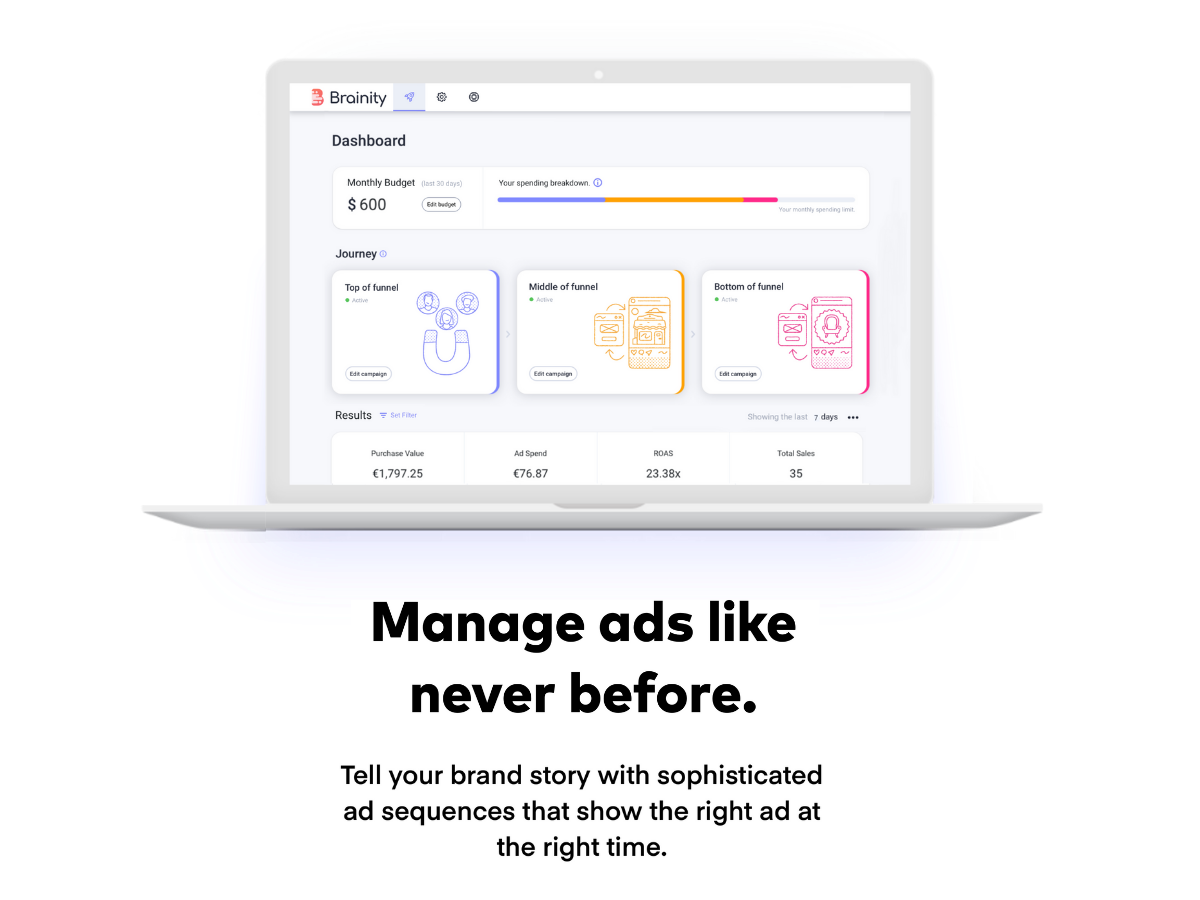 Brainity
Dashboard
Monthly Budget (last 30 days)
$ 600
Edit budget
Your spending breakdown.
Your monthly spending limit.
Journey
Top of funnel
Active
Edit campaign
Middle of funnel
Active
Edit campaign
Bottom of funnel
Active
Edit campaign
Results Set Filter
Showing the last 7 days
Purchase Value
€1,797.25
Ad Spend
€76.87
ROAS
23.38x
Total Sales
35
Manage ads like
never before.
Tell your brand story with sophisticated
ad sequences that show the right ad at
the right time.